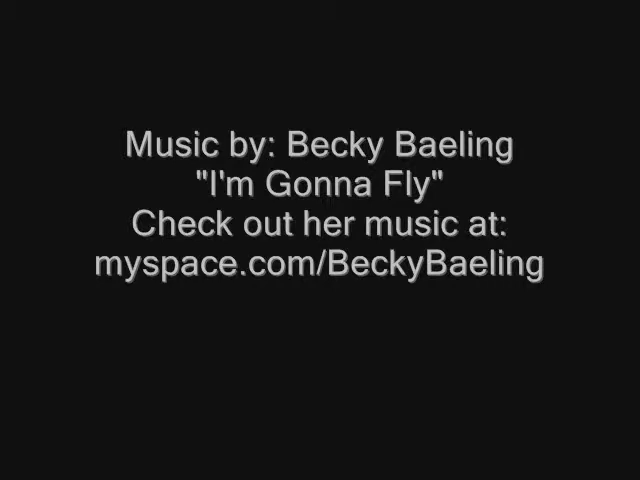 Music by: Becky Baeling
"I'm Gonna Fly"
Check out her music at:
myspace.com/BeckyBaeling